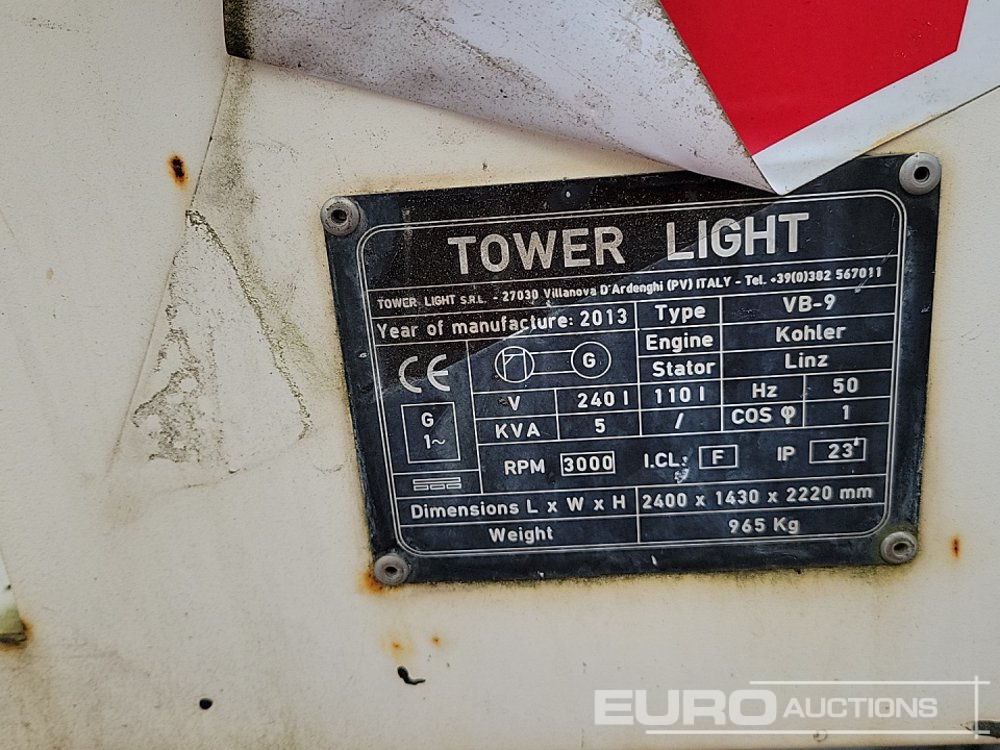 TOWER LIGHT
TOWER LIGHT S.R.L. - 27030 Villanova D'Ardenghi (PV) ITALY - Tel. +39(0)382 567011
Year of manufacture: 2013 Type VB-9
Engine Kohler
Stator Linz
CE
G
V 240 I 110 I Hz 50
G
1~
KVA 5 / COS φ 1
RPM 3000 I.CL.: F IP 23
Dimensions L x W x H 2400 x 1430 x 2220 mm
Weight 965 Kg
EURO AUCTIONS